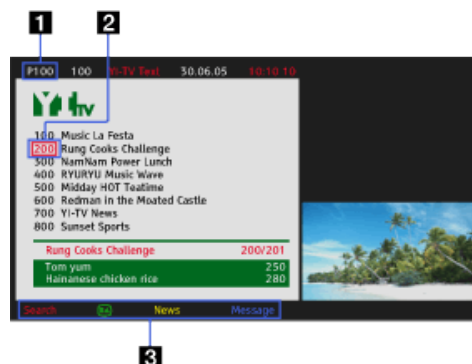 1 2
P100 100 YI-TV Text 30.06.05 10:10:10
YI tv
100 Music La Festa
200 Rung Cooks Challenge
300 NamNam Power Lunch
400 RYURYU Music Wave
500 Midday HOT Teatime
600 Redman in the Moated Castle
700 YI-TV News
800 Sunset Sports
Rung Cooks Challenge 200/201
Tom yum 250
Hainanese chicken rice 280
Search News Message
3